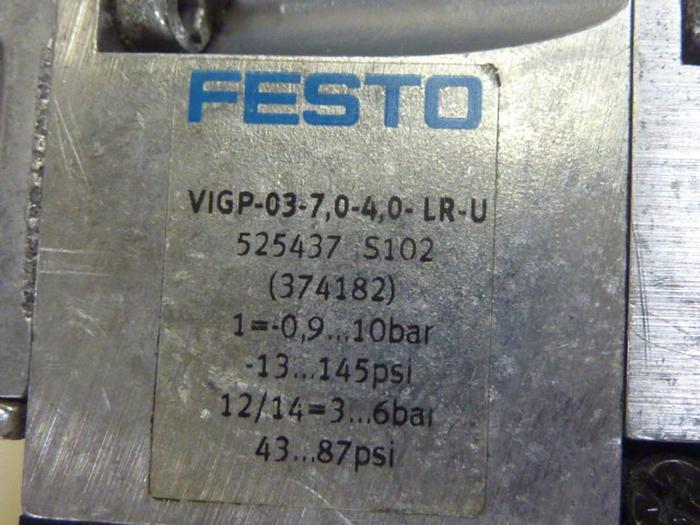 FESTO
VIGP-03-7,0-4,0- LR-U
525437 S102
(374182)
1=-0,9...10bar
-13...145psi
12/14=3...6bar
43...87psi